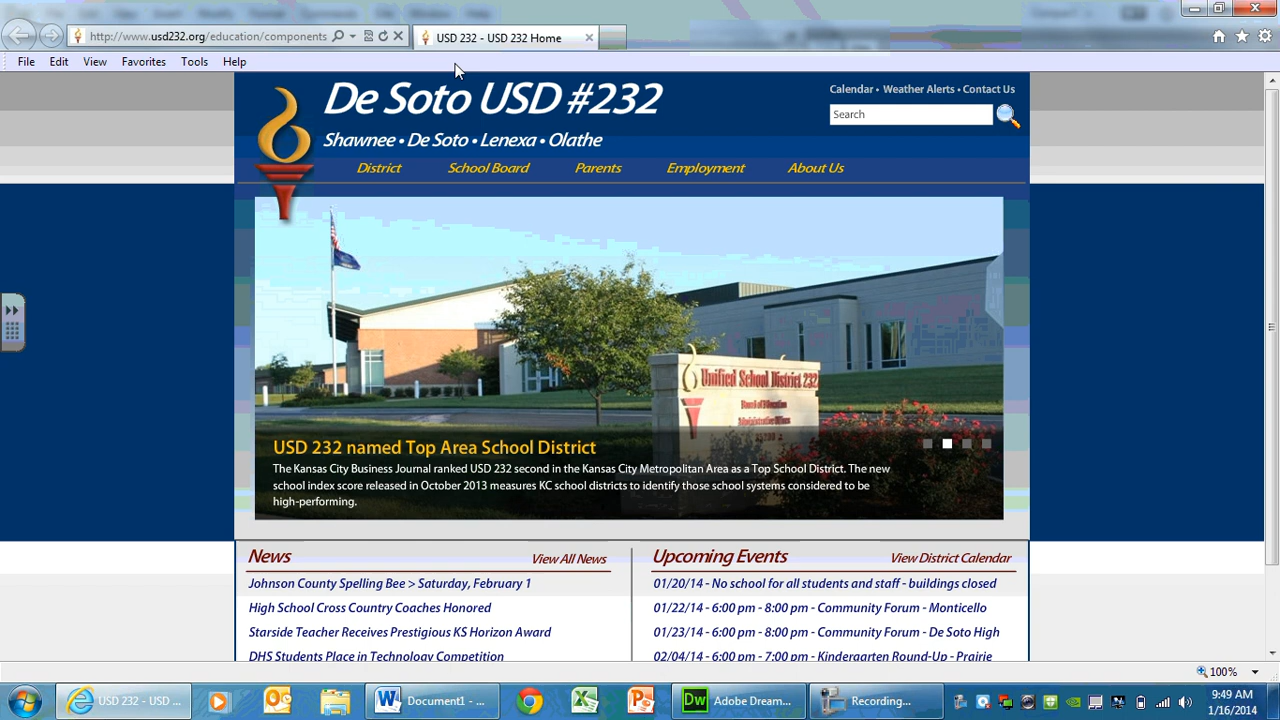 http://www.usd232.org/education/components
USD 232 - USD 232 Home
File Edit View Favorites Tools Help
De Soto USD #232
Shawnee • De Soto • Lenexa • Olathe
Calendar • Weather Alerts • Contact Us
Search
District School Board Parents Employment About Us
Unified School District 232
Board of Education
USD 232 named Top Area School District
The Kansas City Business Journal ranked USD 232 second in the Kansas City Metropolitan Area as a Top School District. The new
school index score released in October 2013 measures KC school districts to identify those school systems considered to be
high-performing.
News View All News
Johnson County Spelling Bee > Saturday, February 1
High School Cross Country Coaches Honored
Starside Teacher Receives Prestigious KS Horizon Award
DHS Students Place in Technology Competition
Upcoming Events View District Calendar
01/20/14 - No school for all students and staff - buildings closed
01/22/14 - 6:00 pm - 8:00 pm - Community Forum - Monticello
01/23/14 - 6:00 pm - 8:00 pm - Community Forum - De Soto High
02/04/14 - 6:00 pm - 7:00 pm - Kindergarten Round-Up - Prairie
100%
USD 232 - USD ...
Document1 - ...
Adobe Dream...
Recording...
9:49 AM
1/16/2014